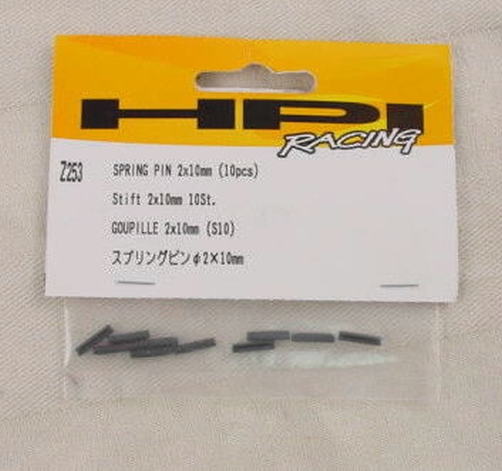 HPI
RACING
Z253
SPRING PIN 2x10mm (10pcs)
Stift 2x10mm 10St.
GOUPILLE 2x10mm (S10)
スプリングピンφ2×10mm